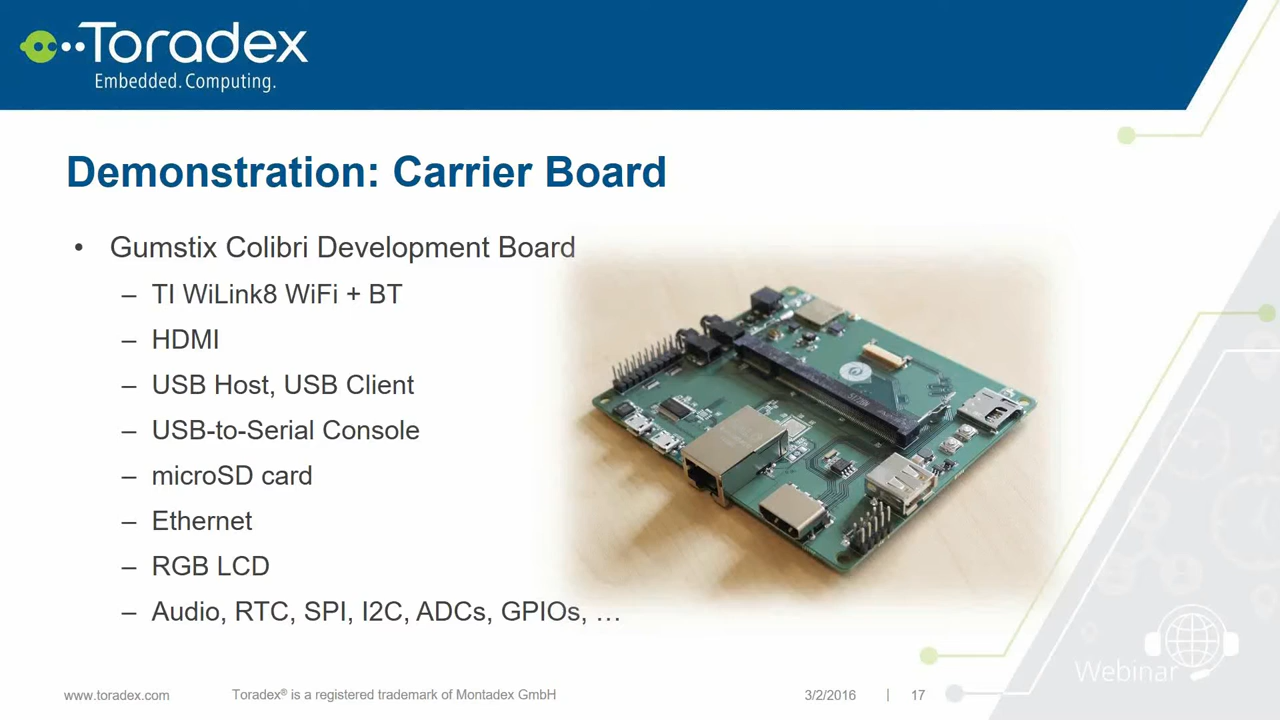 Toradex
Embedded. Computing.
Demonstration: Carrier Board
• Gumstix Colibri Development Board
– TI WiLink8 WiFi + BT
– HDMI
– USB Host, USB Client
– USB-to-Serial Console
– microSD card
– Ethernet
– RGB LCD
– Audio, RTC, SPI, I2C, ADCs, GPIOs, …
Webinar
www.toradex.com
Toradex® is a registered trademark of Montadex GmbH
3/2/2016 | 17